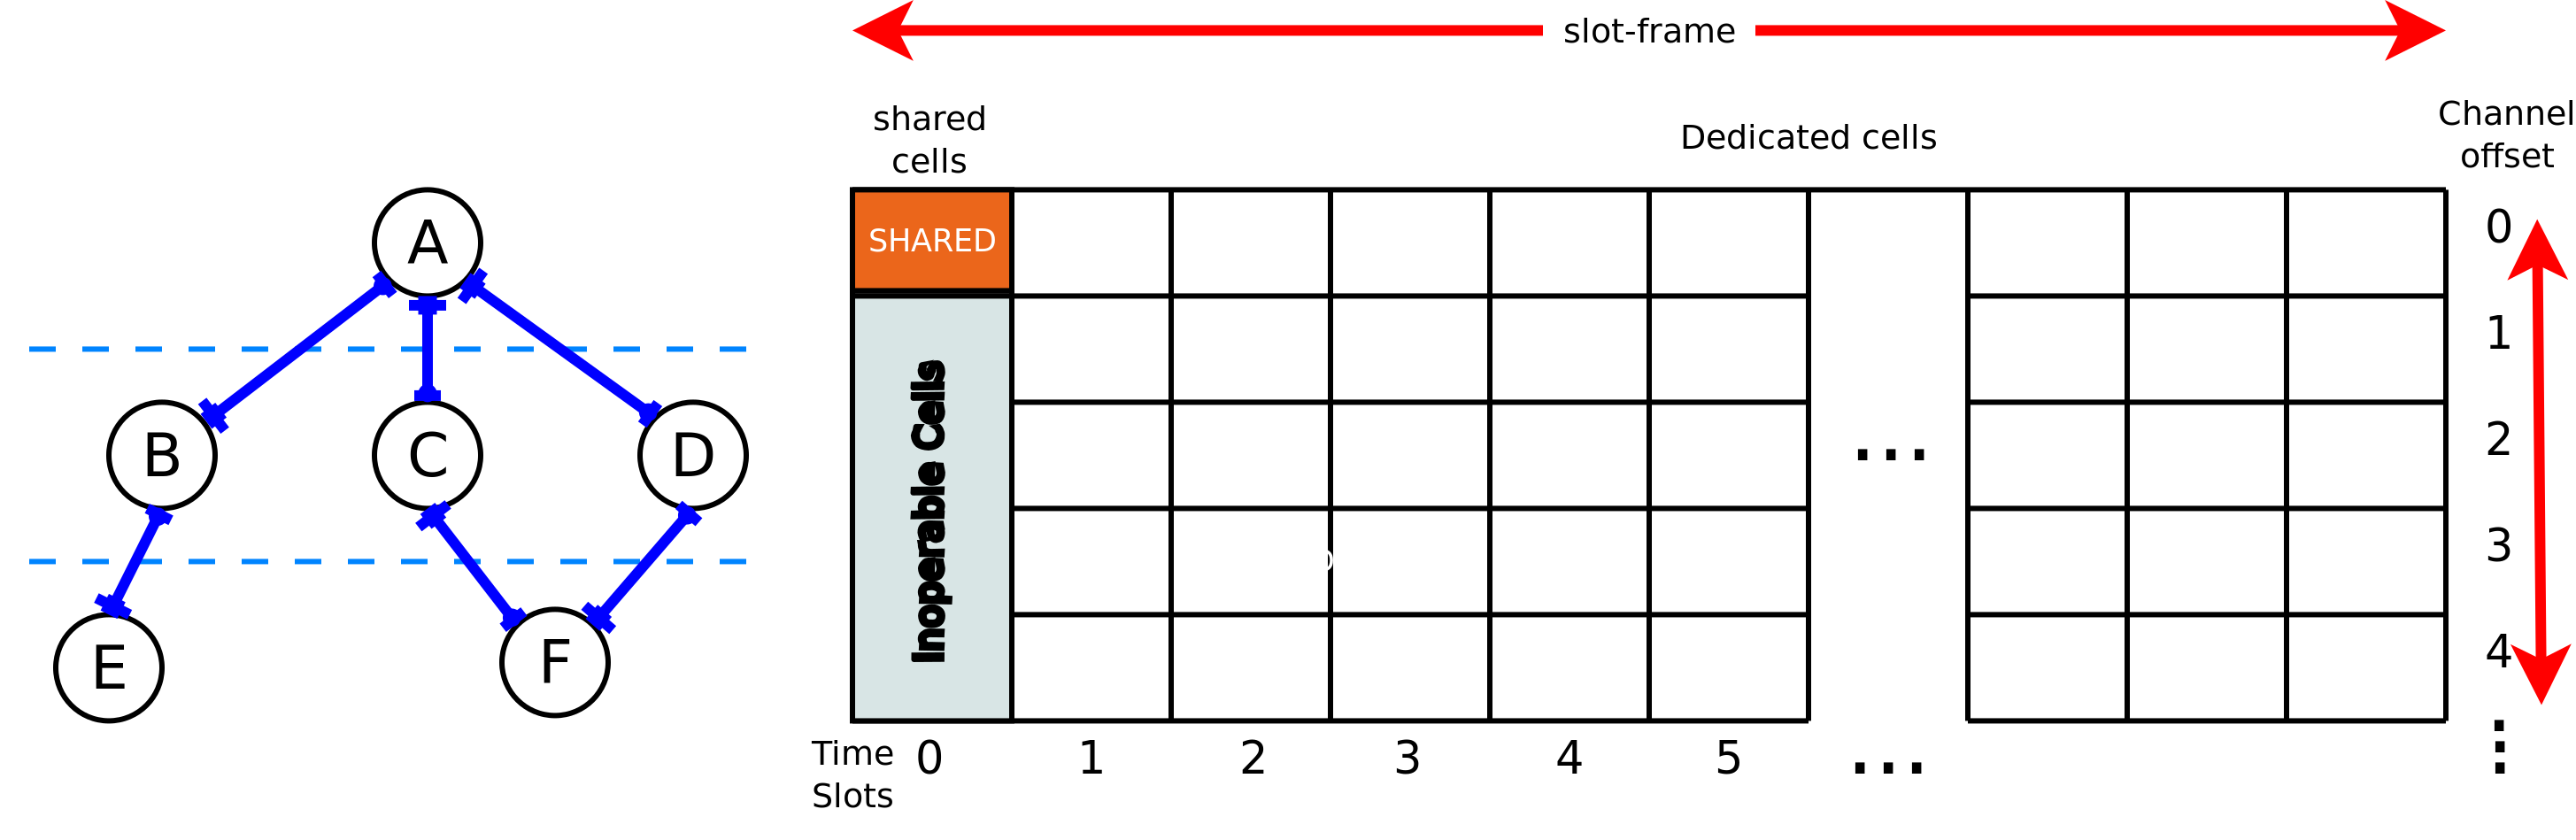 slot-frame
shared
cells
Dedicated cells
Channel
offset
A
B
C
D
E
F
SHARED
Inoperable Cells
...
0
1
2
3
4
⋮
Time
Slots
0
1
2
3
4
5
...